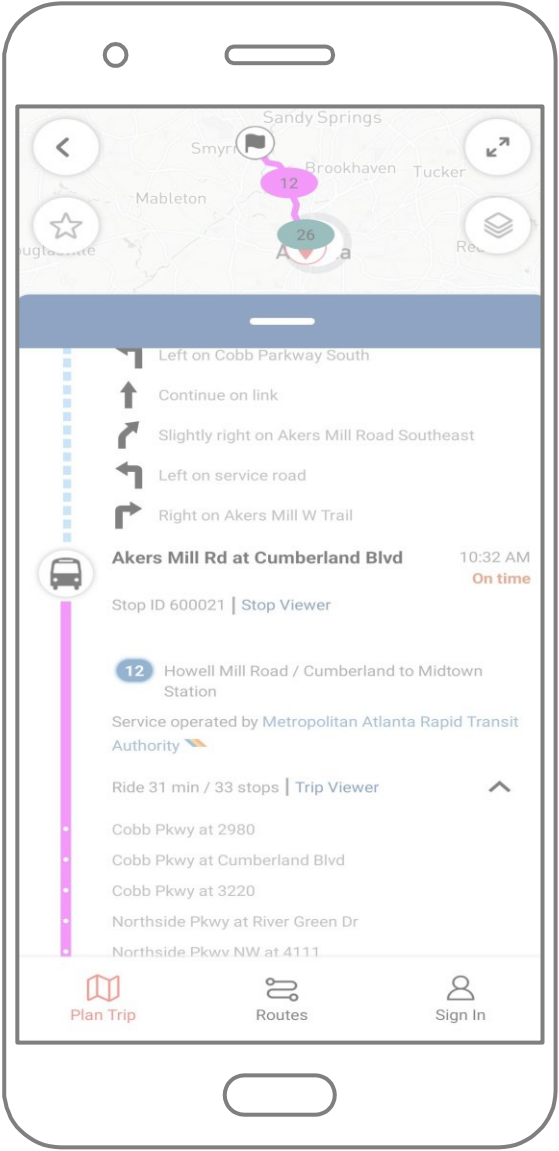 Sandy Springs
Smyr
Brookhaven
Tucker
12
Mableton
26
A a
Re
uglasville
Left on Cobb Parkway South
Continue on link
Slightly right on Akers Mill Road Southeast
Left on service road
Right on Akers Mill W Trail
Akers Mill Rd at Cumberland Blvd
10:32 AM
On time
Stop ID 600021 | Stop Viewer
12 Howell Mill Road / Cumberland to Midtown
Station
Service operated by Metropolitan Atlanta Rapid Transit
Authority
Ride 31 min / 33 stops | Trip Viewer
Cobb Pkwy at 2980
Cobb Pkwy at Cumberland Blvd
Cobb Pkwy at 3220
Northside Pkwy at River Green Dr
Northside Pkwy NW at 4111
Plan Trip
Routes
Sign In